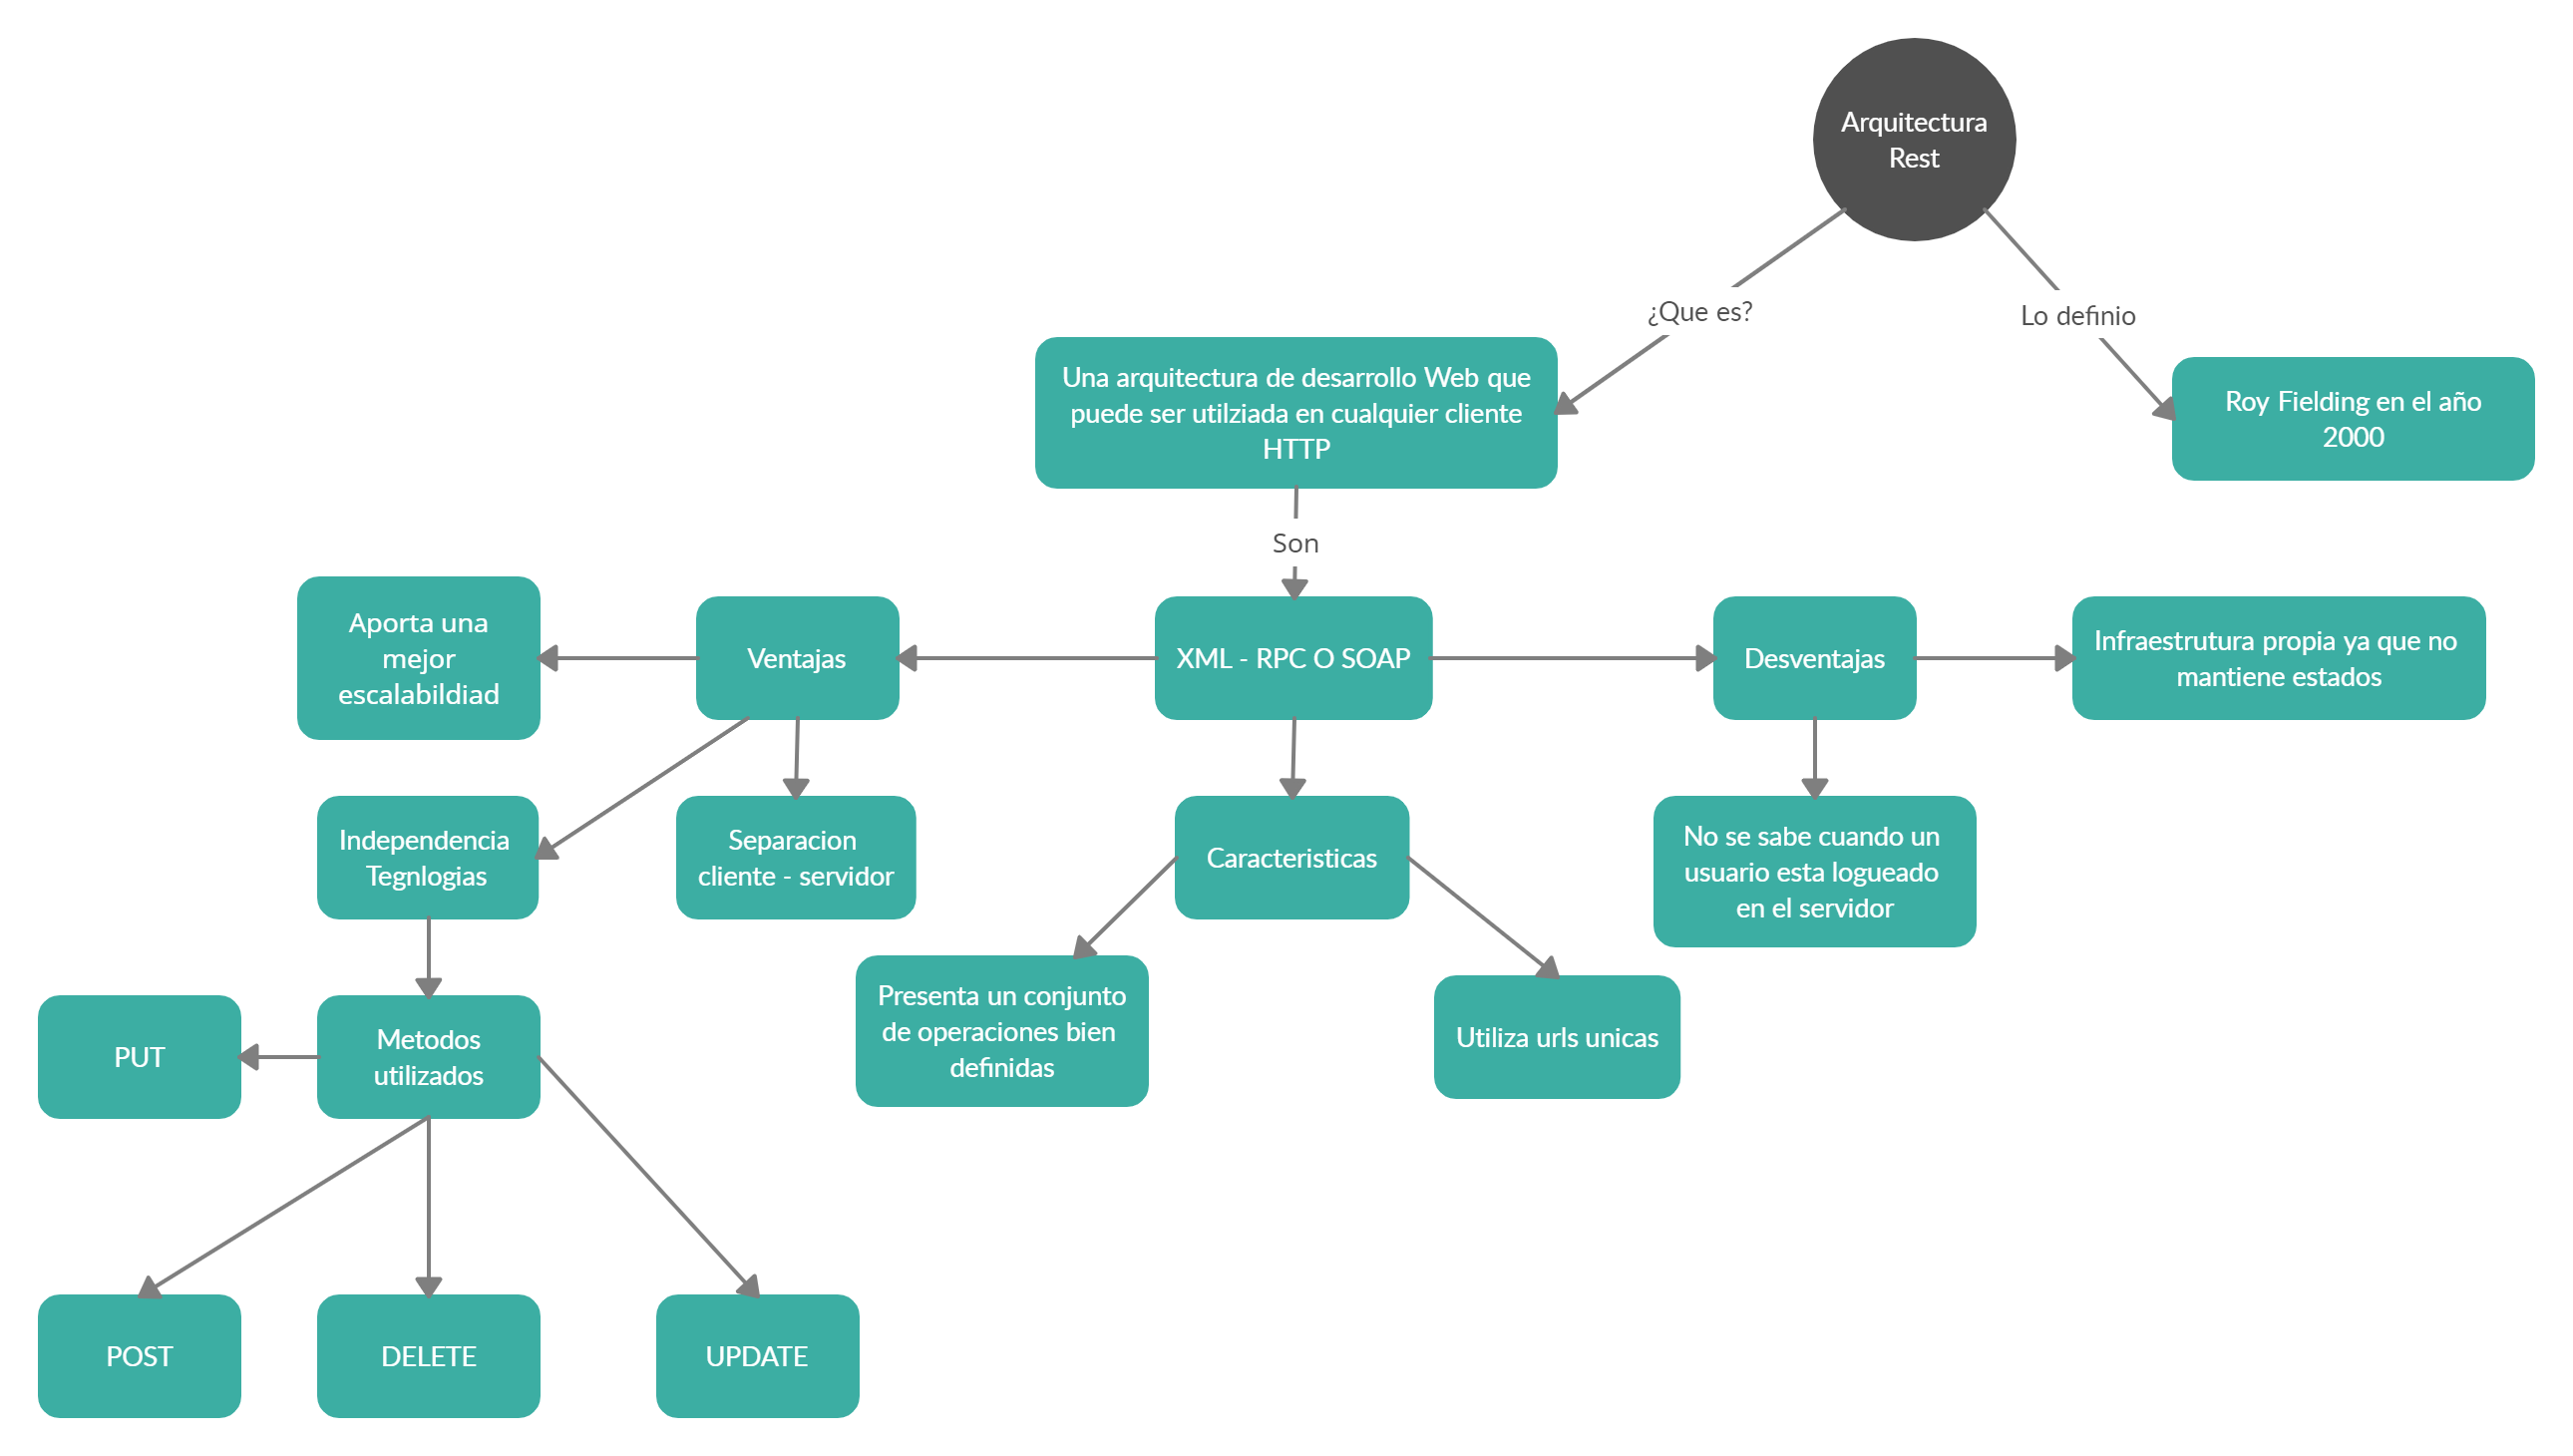 Arquitectura
Rest
¿Que es?
Lo definio
Una arquitectura de desarrollo Web que
puede ser utilziada en cualquier cliente
HTTP
Roy Fielding en el año
2000
Son
Aporta una
mejor
escalabildiad
Ventajas
XML - RPC O SOAP
Desventajas
Infraestrutura propia ya que no
mantiene estados
Independencia
Tegnlogias
Separacion
cliente - servidor
Caracteristicas
No se sabe cuando un
usuario esta logueado
en el servidor
PUT
Metodos
utilizados
Presenta un conjunto
de operaciones bien
definidas
Utiliza urls unicas
POST
DELETE
UPDATE